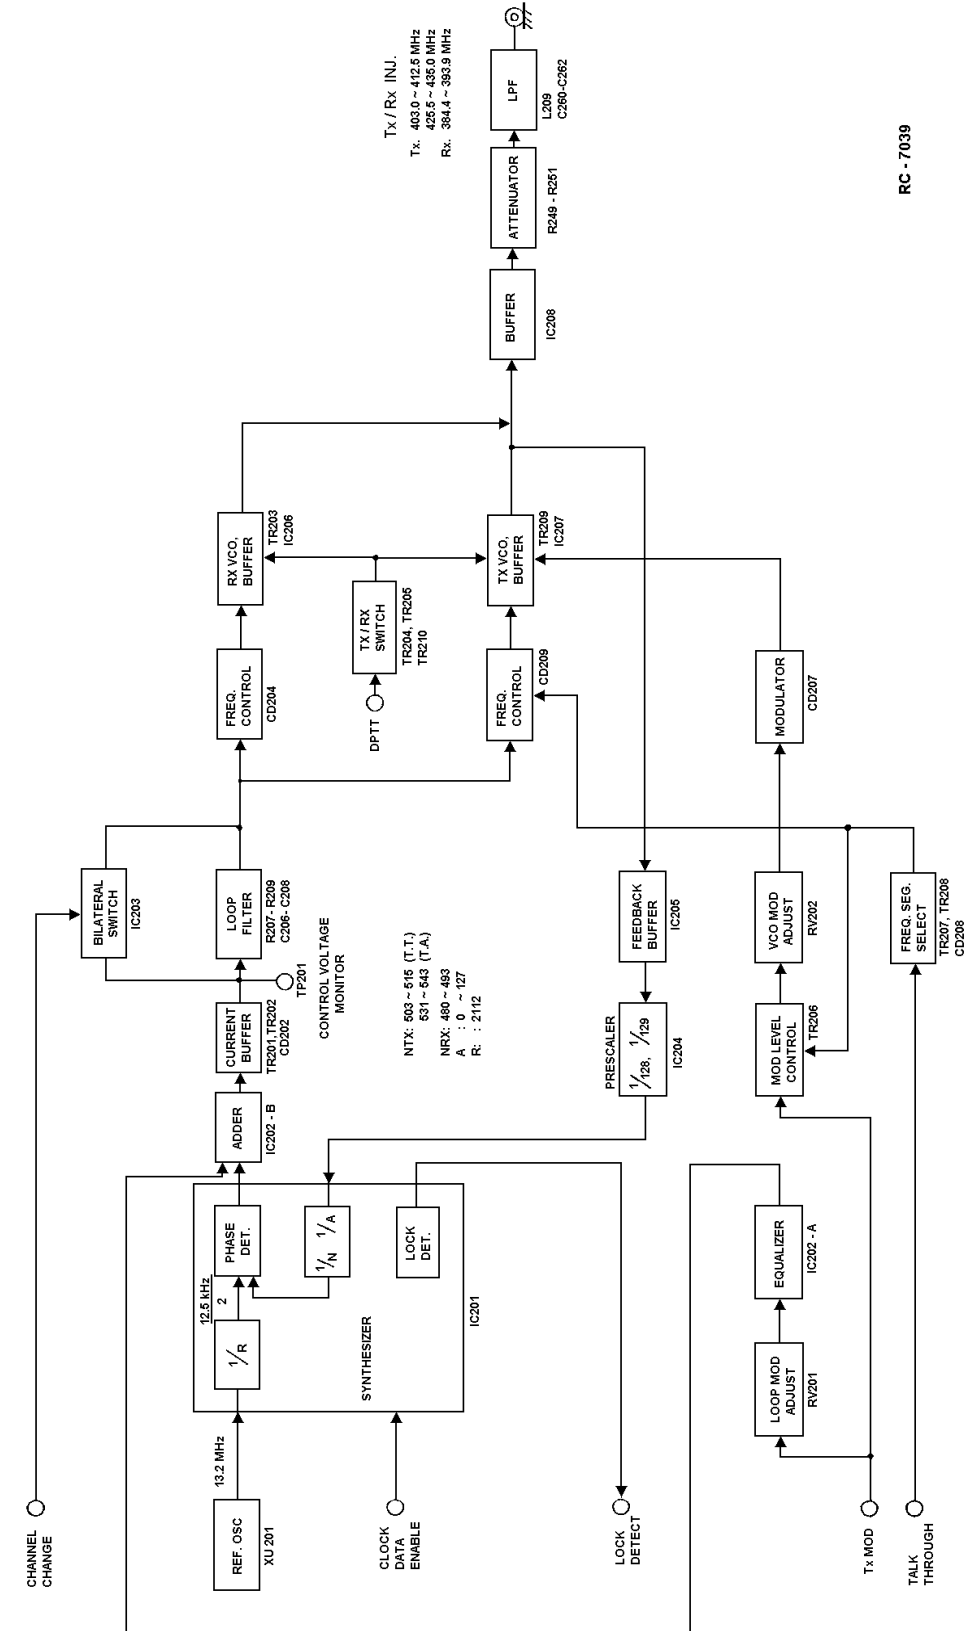 CHANNEL
CHANGE
REF. OSC
XU 201
13.2 MHz
CLOCK
DATA
ENABLE
LOCK
DETECT
Tx MOD
TALK
THROUGH
1/R
12.5 kHz
2
PHASE
DET.
1/N 1/A
LOCK
DET.
SYNTHESIZER
IC201
LOOP MOD
ADJUST
RV201
EQUALIZER
IC202 - A
ADDER
IC202 - B
CURRENT
BUFFER
TR201,TR202
CD202
TP201
CONTROL VOLTAGE
MONITOR
BILATERAL
SWITCH
IC203
LOOP
FILTER
R207- R209
C206- C208
NTX: 503 ~ 515 (T.T.)
531 ~ 543 (T.A.)
NRX: 480 ~ 493
A : 0 ~ 127
R: : 2112
PRESCALER
1/128, 1/129
IC204
FEEDBACK
BUFFER
IC205
MOD LEVEL
CONTROL
TR206
VCO MOD
ADJUST
RV202
FREQ. SEG.
SELECT
TR207, TR208
CD208
FREQ.
CONTROL
CD204
DPTT
TX / RX
SWITCH
TR204, TR205
TR210
FREQ.
CONTROL
CD209
MODULATOR
CD207
RX VCO,
BUFFER
TR203
IC206
TX VCO,
BUFFER
TR209
IC207
BUFFER
IC208
ATTENUATOR
R249 - R251
LPF
L209
C260-C262
Tx / Rx INJ.
Tx. 403.0 ~ 412.5 MHz
425.5 ~ 435.0 MHz
Rx. 384.4 ~ 393.9 MHz
RC - 7039